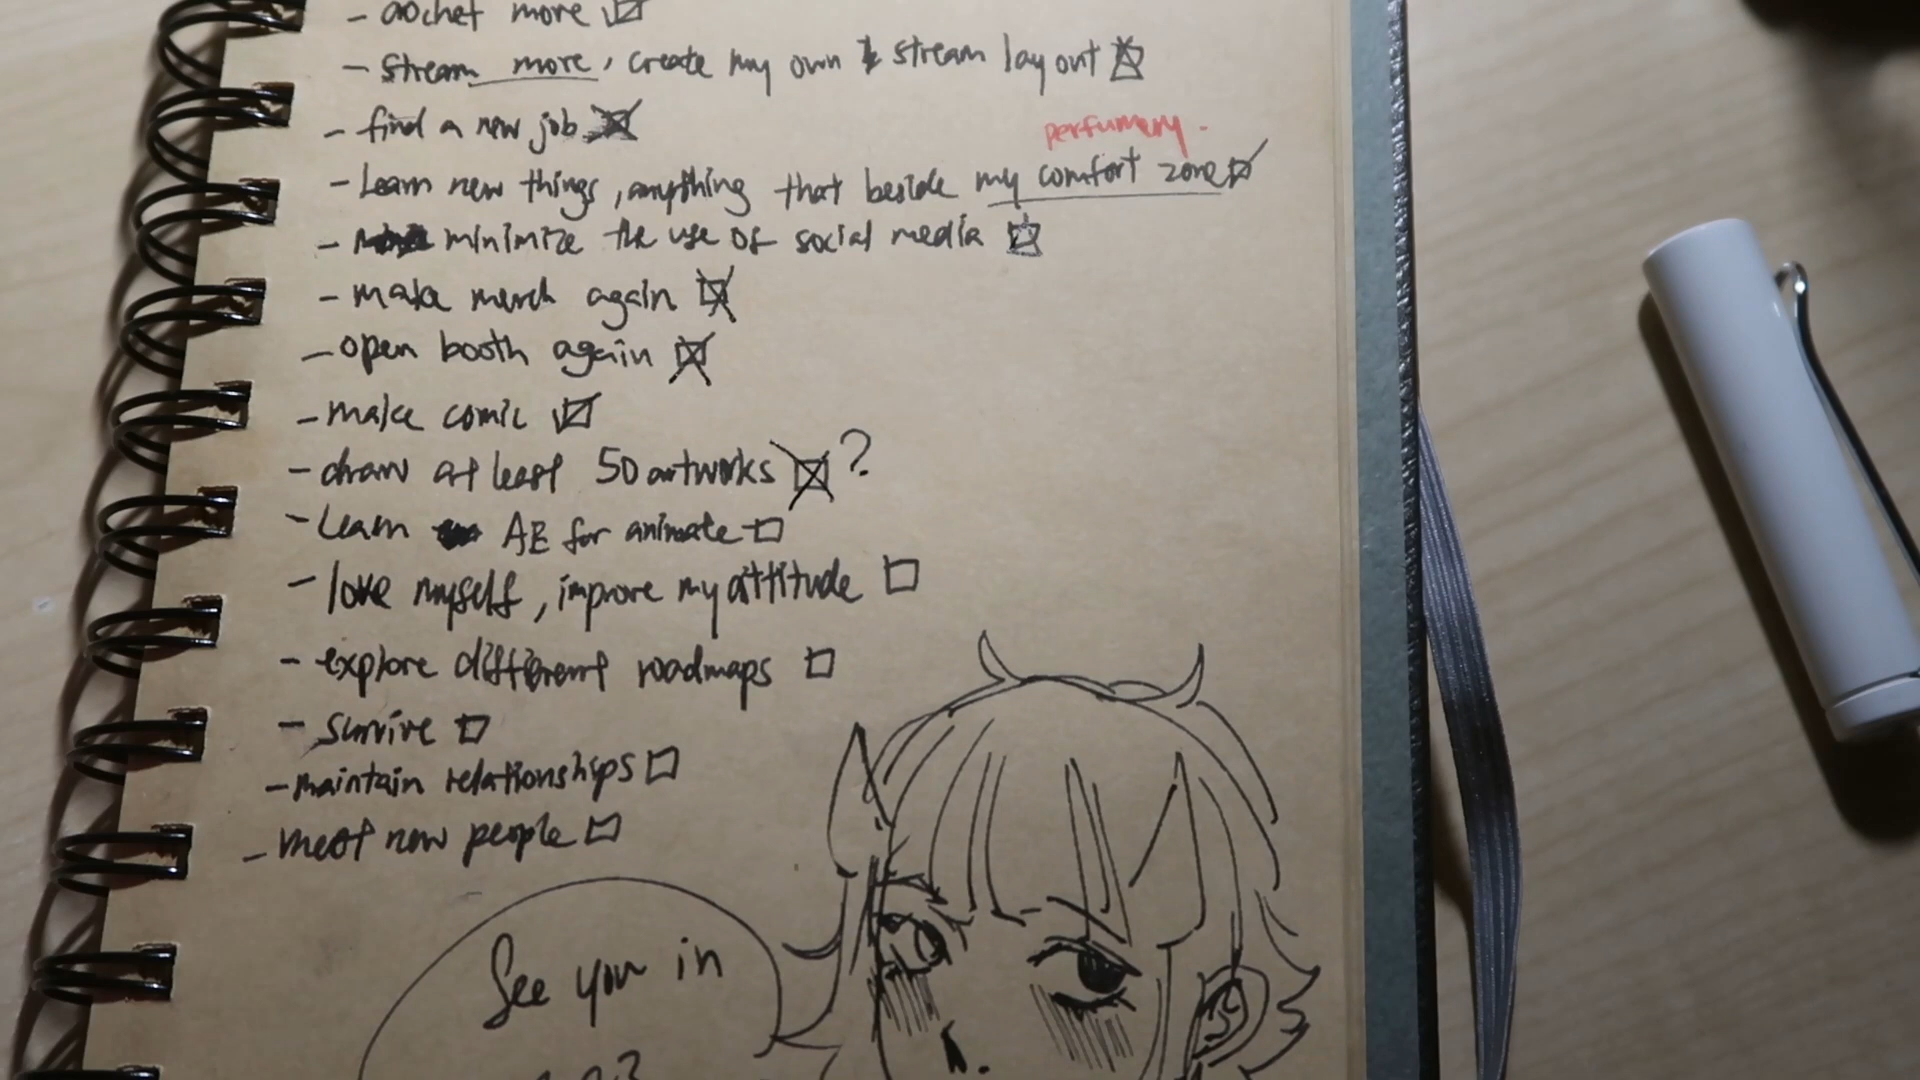 - crochet more
- stream more, create my own stream layout
- find a new job
perfumery.
- Learn new things, anything that beside my comfort zone
- minimize the use of social media
- make merch again
- open booth again
- make comic
- draw at least 50 artworks ?
- learn AE for animate
- love myself, improve my attitude
- explore different roadmaps
- survive
- maintain relationships
- meet new people
See you in